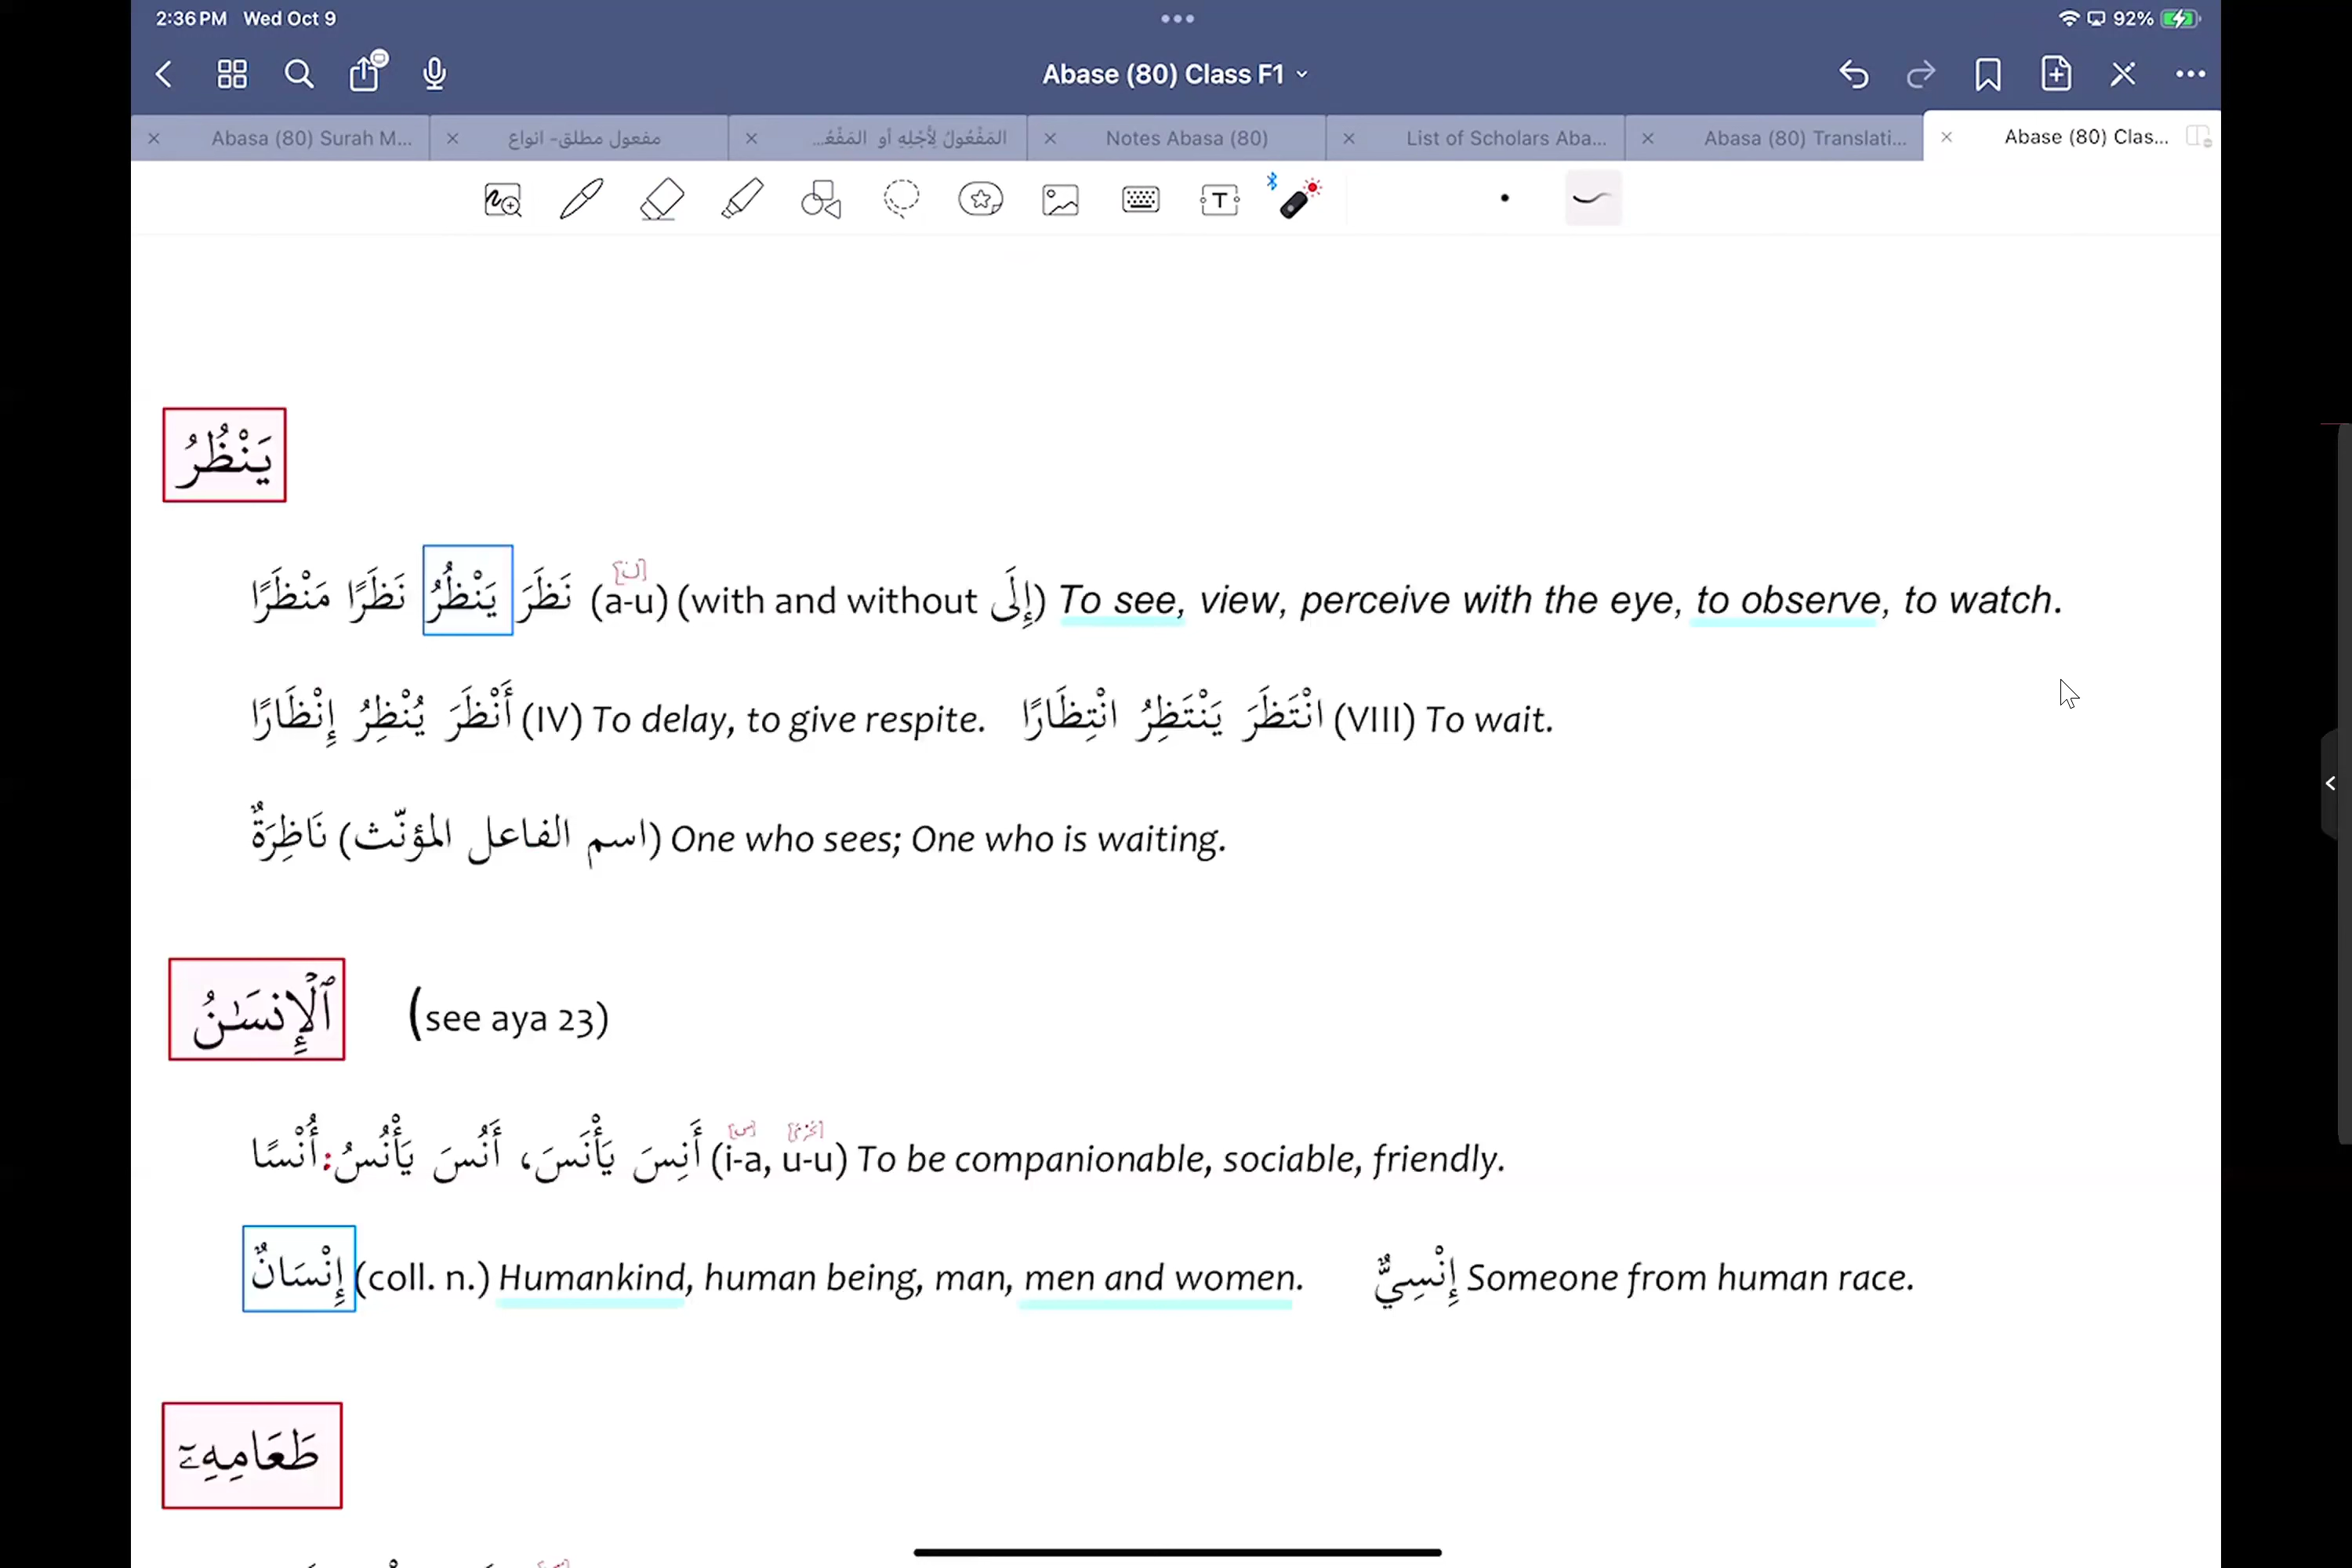 2:36 PM Wed Oct 9
92%
Abase (80) Class F1
Abasa (80) Surah M...
مفعول مطلق- انواع
المَفْعُولُ لِأَجْلِهِ أو المَفْعُ...
Notes Abasa (80)
List of Scholars Aba...
Abasa (80) Translati...
Abase (80) Clas...
يَنْظُرُ
نَظَرَ يَنْظُرُ نَظَرًا مَنْظَرًا (a-u) [ن] (with and without إِلَى) To see, view, perceive with the eye, to observe, to watch.
أَنْظَرَ يُنْظِرُ إِنْظَارًا (IV) To delay, to give respite. انْتَظَرَ يَنْتَظِرُ انْتِظَارًا (VIII) To wait.
نَاظِرَةٌ (اسم الفاعل المؤنّث) One who sees; One who is waiting.
ٱلْإِنسَـٰنُ (see aya 23)
أَنِسَ يَأْنَسَ، أَنُسَ يَأْنُسُ: أُنْسًا (i-a, u-u) [س] To be companionable, sociable, friendly.
إِنْسَانٌ (coll. n.) Humankind, human being, man, men and women. إِنْسِيٌّ Someone from human race.
طَعَامِهِۦٓ